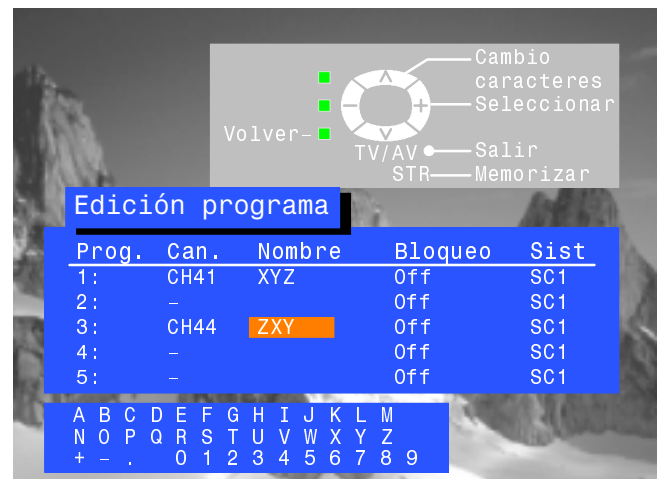 Cambio
caracteres
Seleccionar
Volver
TV/AV Salir
STR Memorizar
Edición programa
Prog. Can. Nombre Bloqueo Sist
1: CH41 XYZ Off SC1
2: – Off SC1
3: CH44 ZXY Off SC1
4: – Off SC1
5: – Off SC1
A B C D E F G H I J K L M
N O P Q R S T U V W X Y Z
+ – . 0 1 2 3 4 5 6 7 8 9